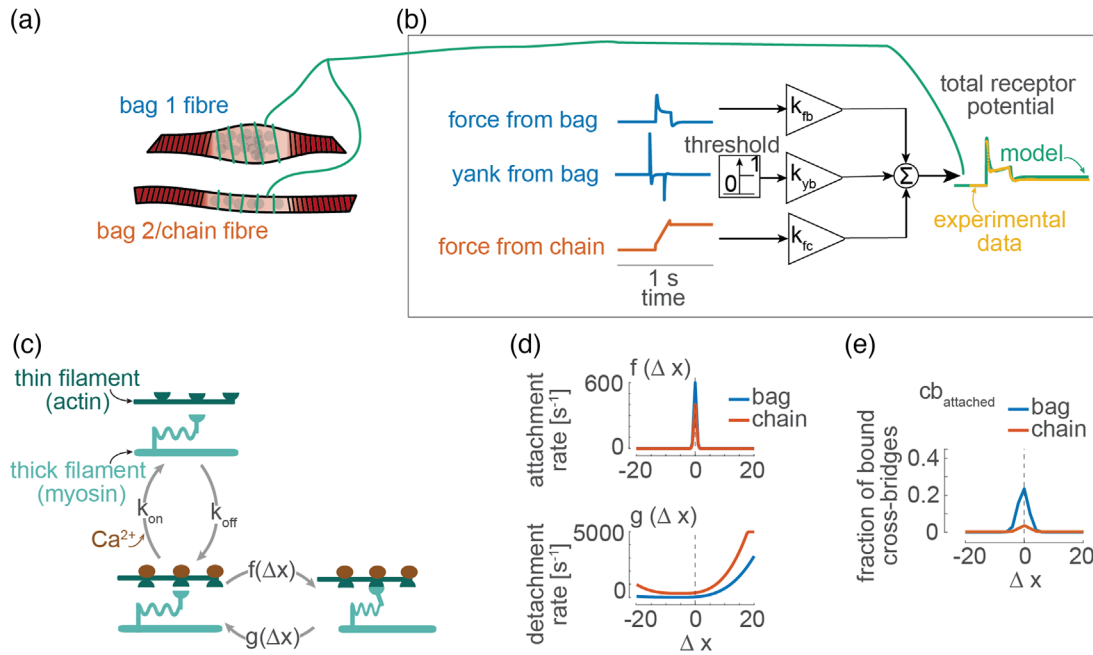 (a)
bag 1 fibre
bag 2/chain fibre
(b)
force from bag
yank from bag
force from chain
threshold
0
1
k_fb
k_yb
k_fc
Σ
total receptor
potential
model
experimental
data
1 s
time
(c)
thin filament
(actin)
thick filament
(myosin)
k_on
k_off
Ca²⁺
f(Δx)
g(Δx)
(d)
f (Δ x)
attachment
rate [s⁻¹]
600
0
-20
0
20
bag
chain
g (Δ x)
detachment
rate [s⁻¹]
5000
0
-20
0
20
Δ x
(e)
cb_attached
bag
chain
fraction of bound
cross-bridges
0.4
0.2
0
-20
0
20
Δ x